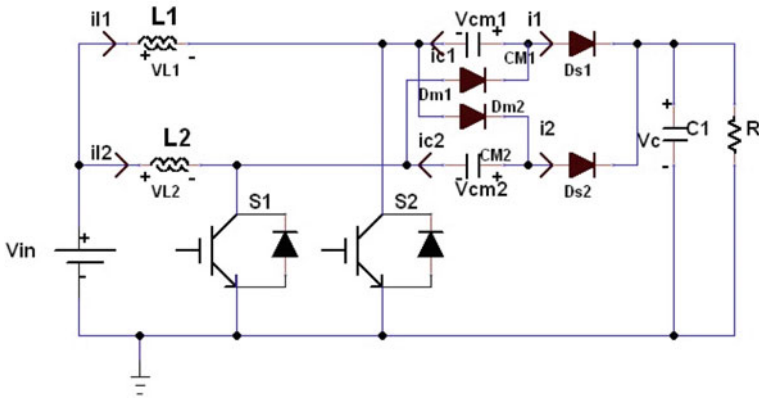 il1 L1 Vcm1 i1
+ VL1 - - + ic1 CM1 Ds1
Dm1
Dm2
il2 L2 ic2 i2 + Vc C1 R
+ VL2 - - CM2 + Vcm2 Ds2 -
S1 S2
Vin + -